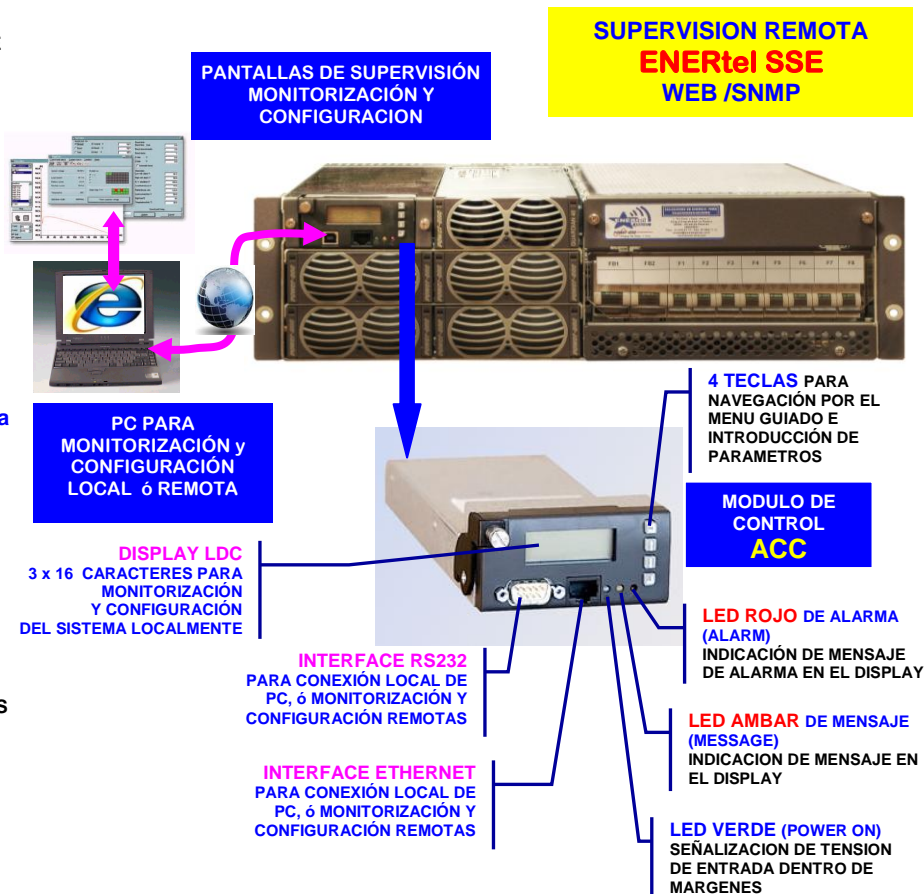 SUPERVISION REMOTA
ENERtel SSE
WEB /SNMP
PANTALLAS DE SUPERVISIÓN
MONITORIZACIÓN Y
CONFIGURACION
FB1 FB2 F1 F2 F3 F4 F5 F6 F7 F8
a
PC PARA
MONITORIZACIÓN y
CONFIGURACIÓN
LOCAL ó REMOTA
4 TECLAS PARA
NAVEGACIÓN POR EL
MENU GUIADO E
INTRODUCCIÓN DE
PARAMETROS
MODULO DE
CONTROL
ACC
DISPLAY LDC
3 x 16 CARACTERES PARA
MONITORIZACIÓN
Y CONFIGURACIÓN
DEL SISTEMA LOCALMENTE
LED ROJO DE ALARMA
(ALARM)
INDICACIÓN DE MENSAJE
DE ALARMA EN EL DISPLAY
INTERFACE RS232
PARA CONEXIÓN LOCAL DE
PC, ó MONITORIZACIÓN Y
CONFIGURACIÓN REMOTAS
s
LED AMBAR DE MENSAJE
(MESSAGE)
INDICACION DE MENSAJE EN
EL DISPLAY
INTERFACE ETHERNET
PARA CONEXIÓN LOCAL DE
PC, ó MONITORIZACIÓN Y
CONFIGURACIÓN REMOTAS
LED VERDE (POWER ON)
SEÑALIZACION DE TENSION
DE ENTRADA DENTRO DE
MARGENES